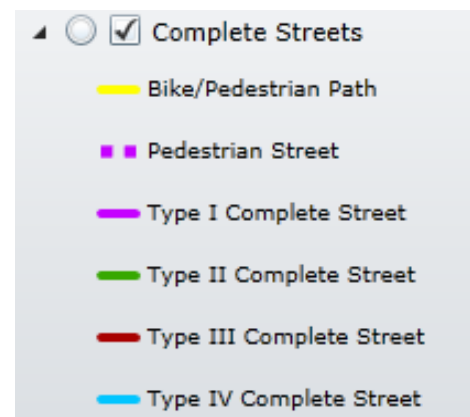 Complete Streets
Bike/Pedestrian Path
Pedestrian Street
Type I Complete Street
Type II Complete Street
Type III Complete Street
Type IV Complete Street